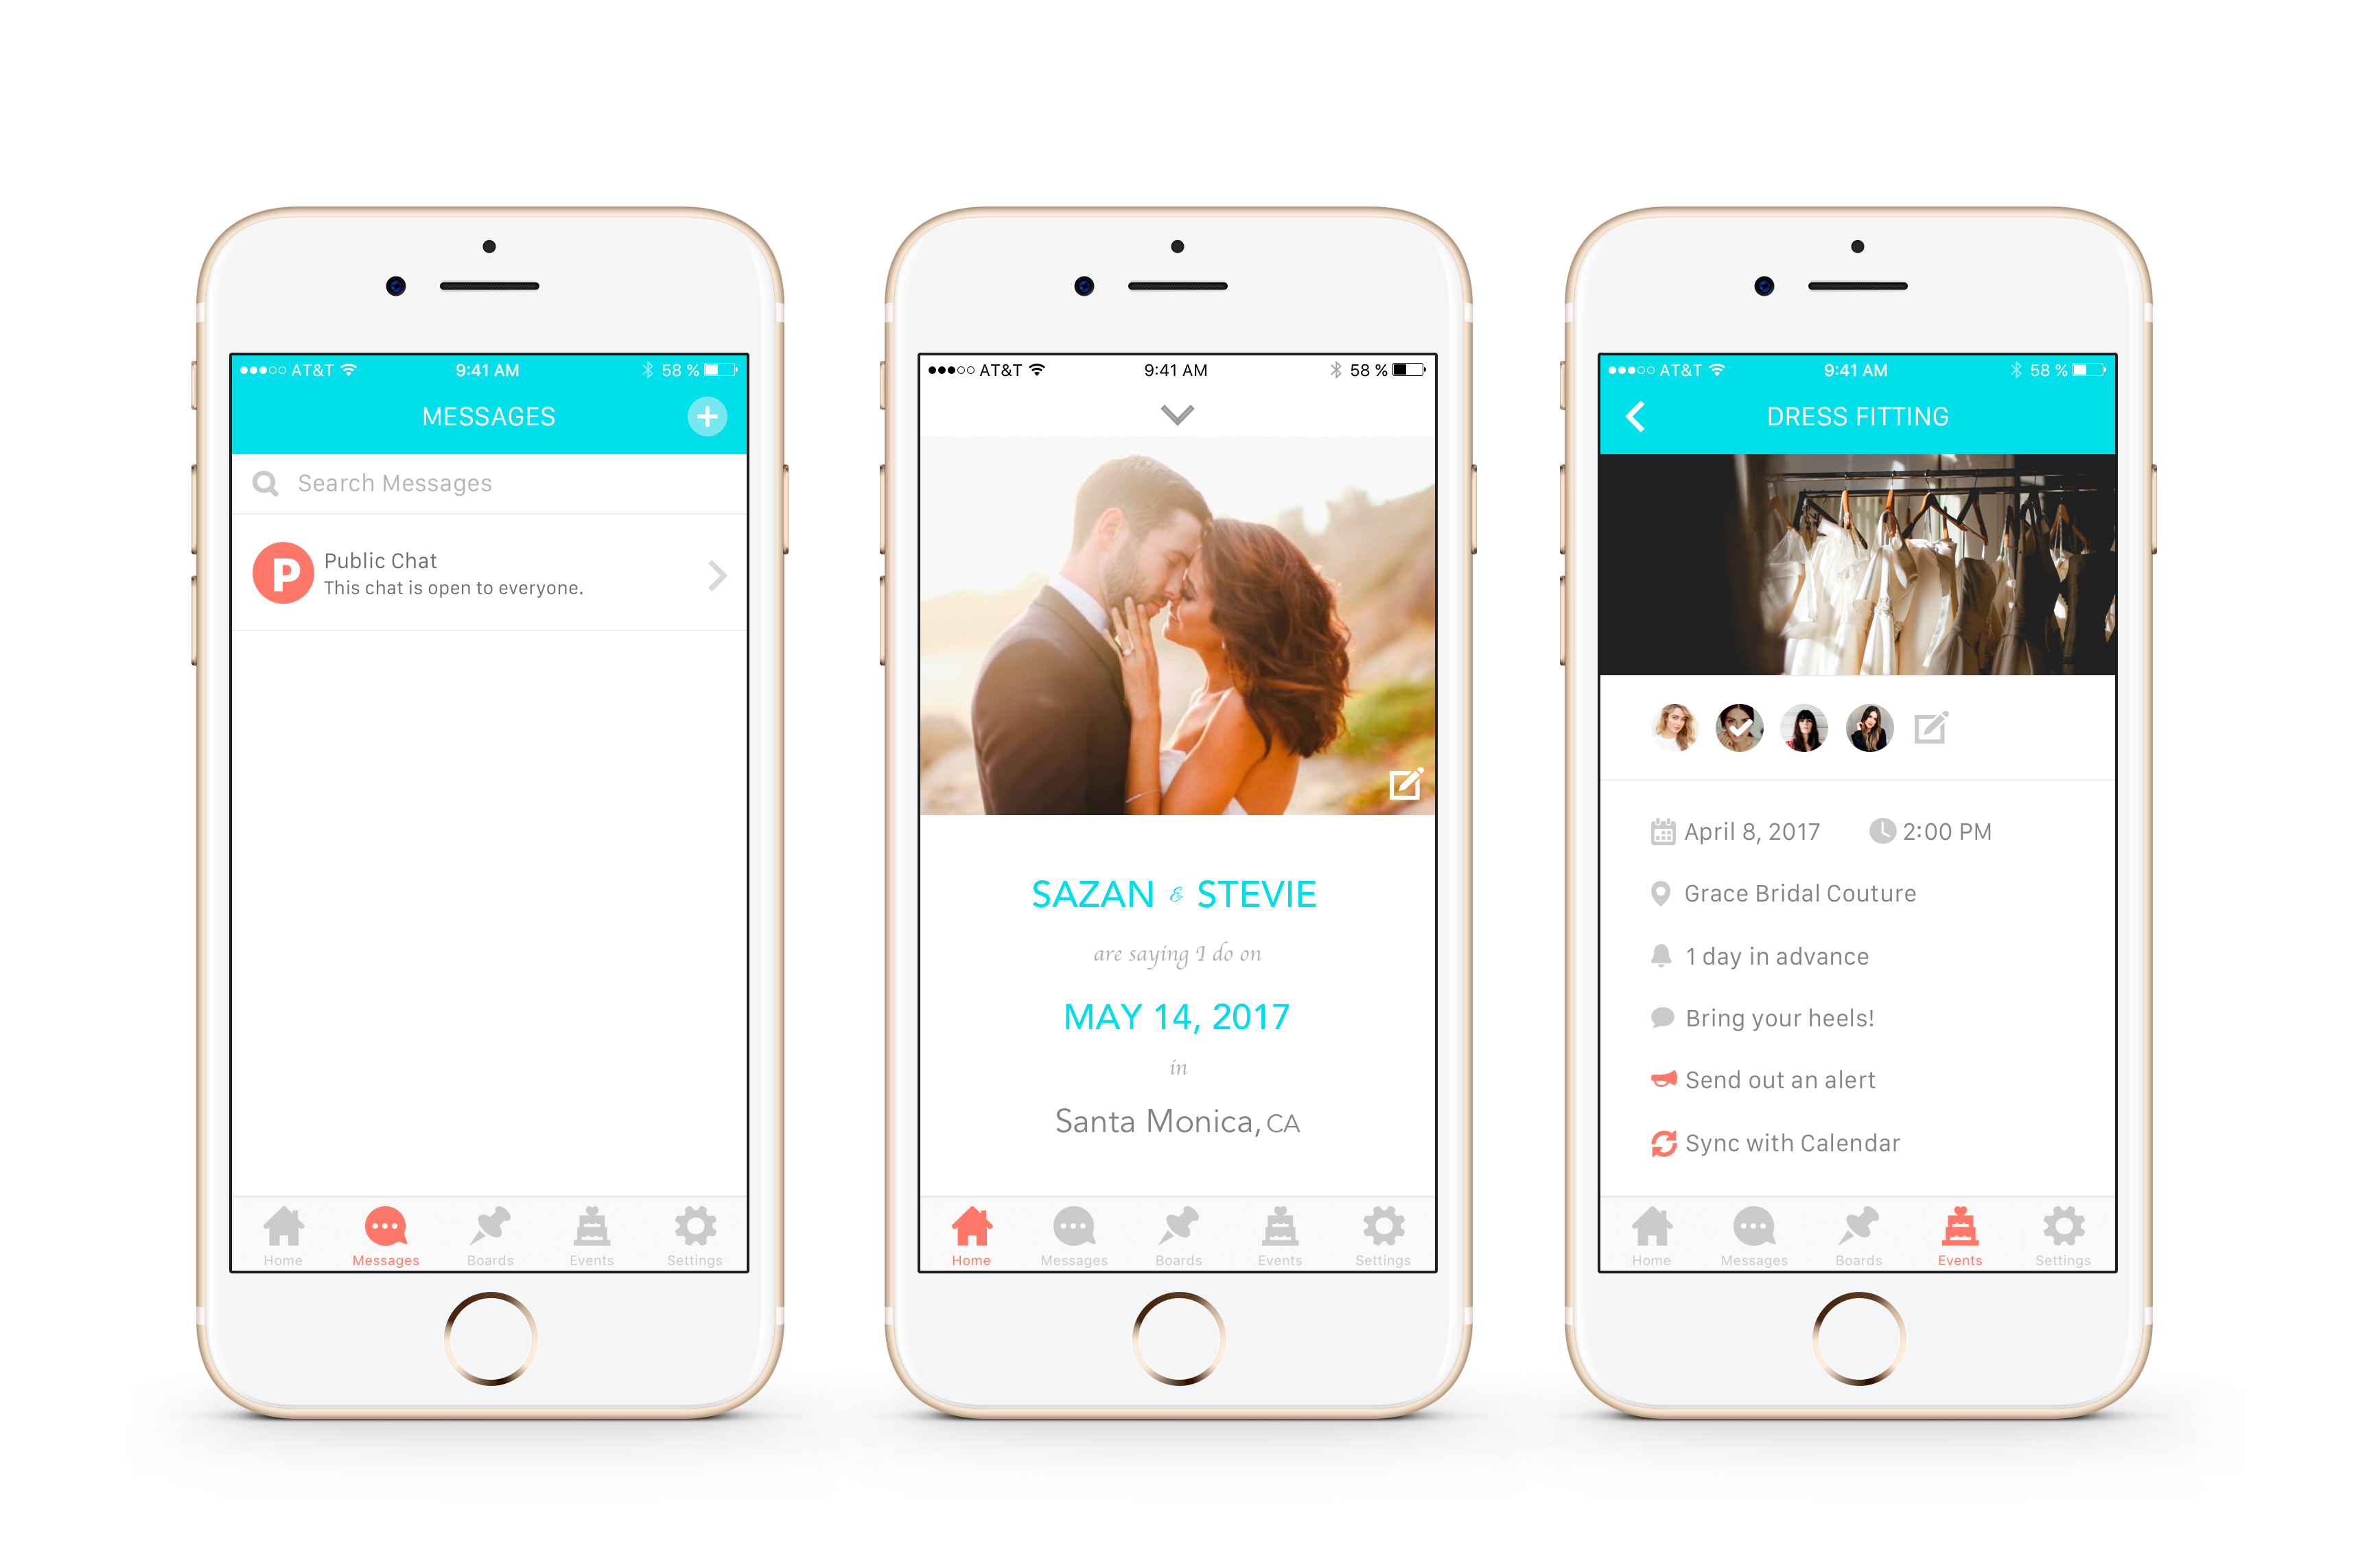 AT&T 9:41 AM 58 %
MESSAGES
Search Messages
P
Public Chat
This chat is open to everyone.
Home Messages Boards Events Settings
AT&T 9:41 AM 58 %
SAZAN & STEVIE
are saying I do on
MAY 14, 2017
in
Santa Monica, CA
Home Messages Boards Events Settings
AT&T 9:41 AM 58 %
DRESS FITTING
April 8, 2017 2:00 PM
Grace Bridal Couture
1 day in advance
Bring your heels!
Send out an alert
Sync with Calendar
Home Messages Boards Events Settings